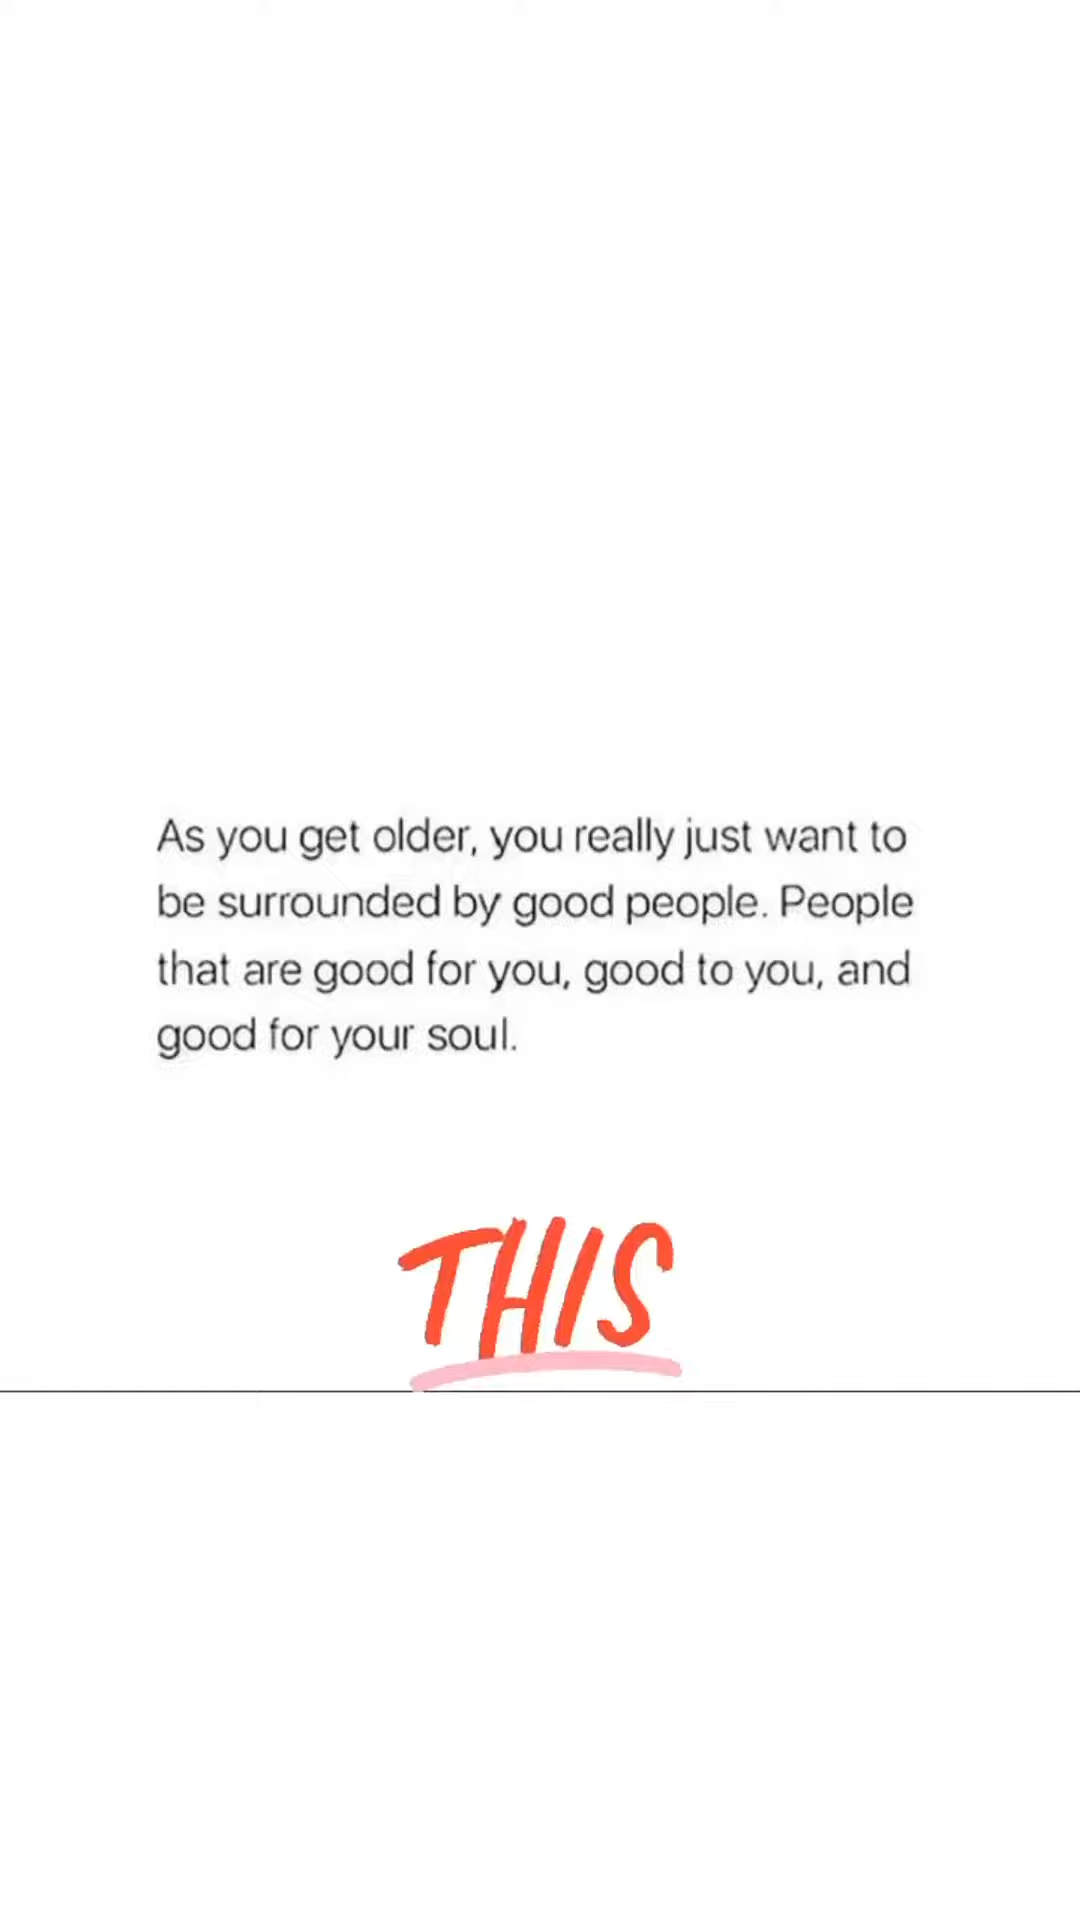 As you get older, you really just want to
be surrounded by good people. People
that are good for you, good to you, and
good for your soul.
THIS